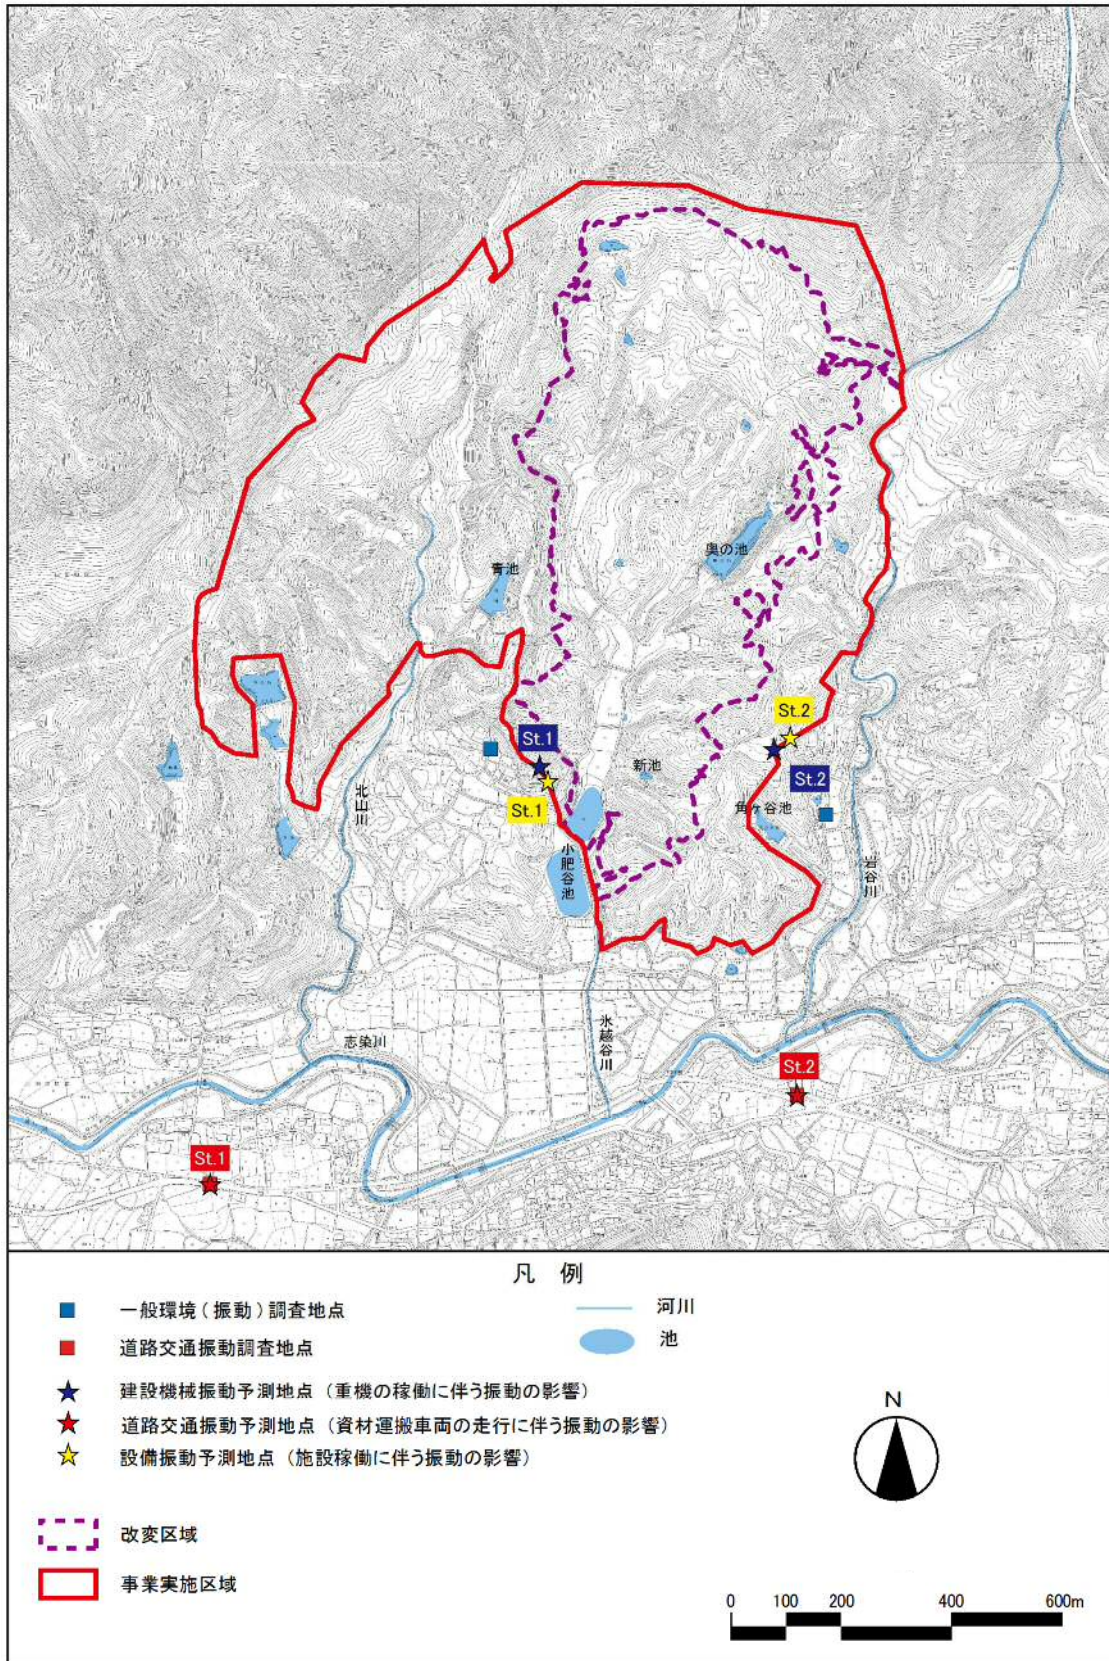 奥の池
青池
St.2
St.1
新池
St.2
St.1
角ヶ谷池
北山川
小肥谷池
岩谷川
志染川
氷越谷川
St.2
St.1
凡 例
一般環境(振動)調査地点
河川
道路交通振動調査地点
池
建設機械振動予測地点 (重機の稼働に伴う振動の影響)
道路交通振動予測地点 (資材運搬車両の走行に伴う振動の影響)
設備振動予測地点 (施設稼働に伴う振動の影響)
N
改変区域
事業実施区域
0 100 200 400 600m